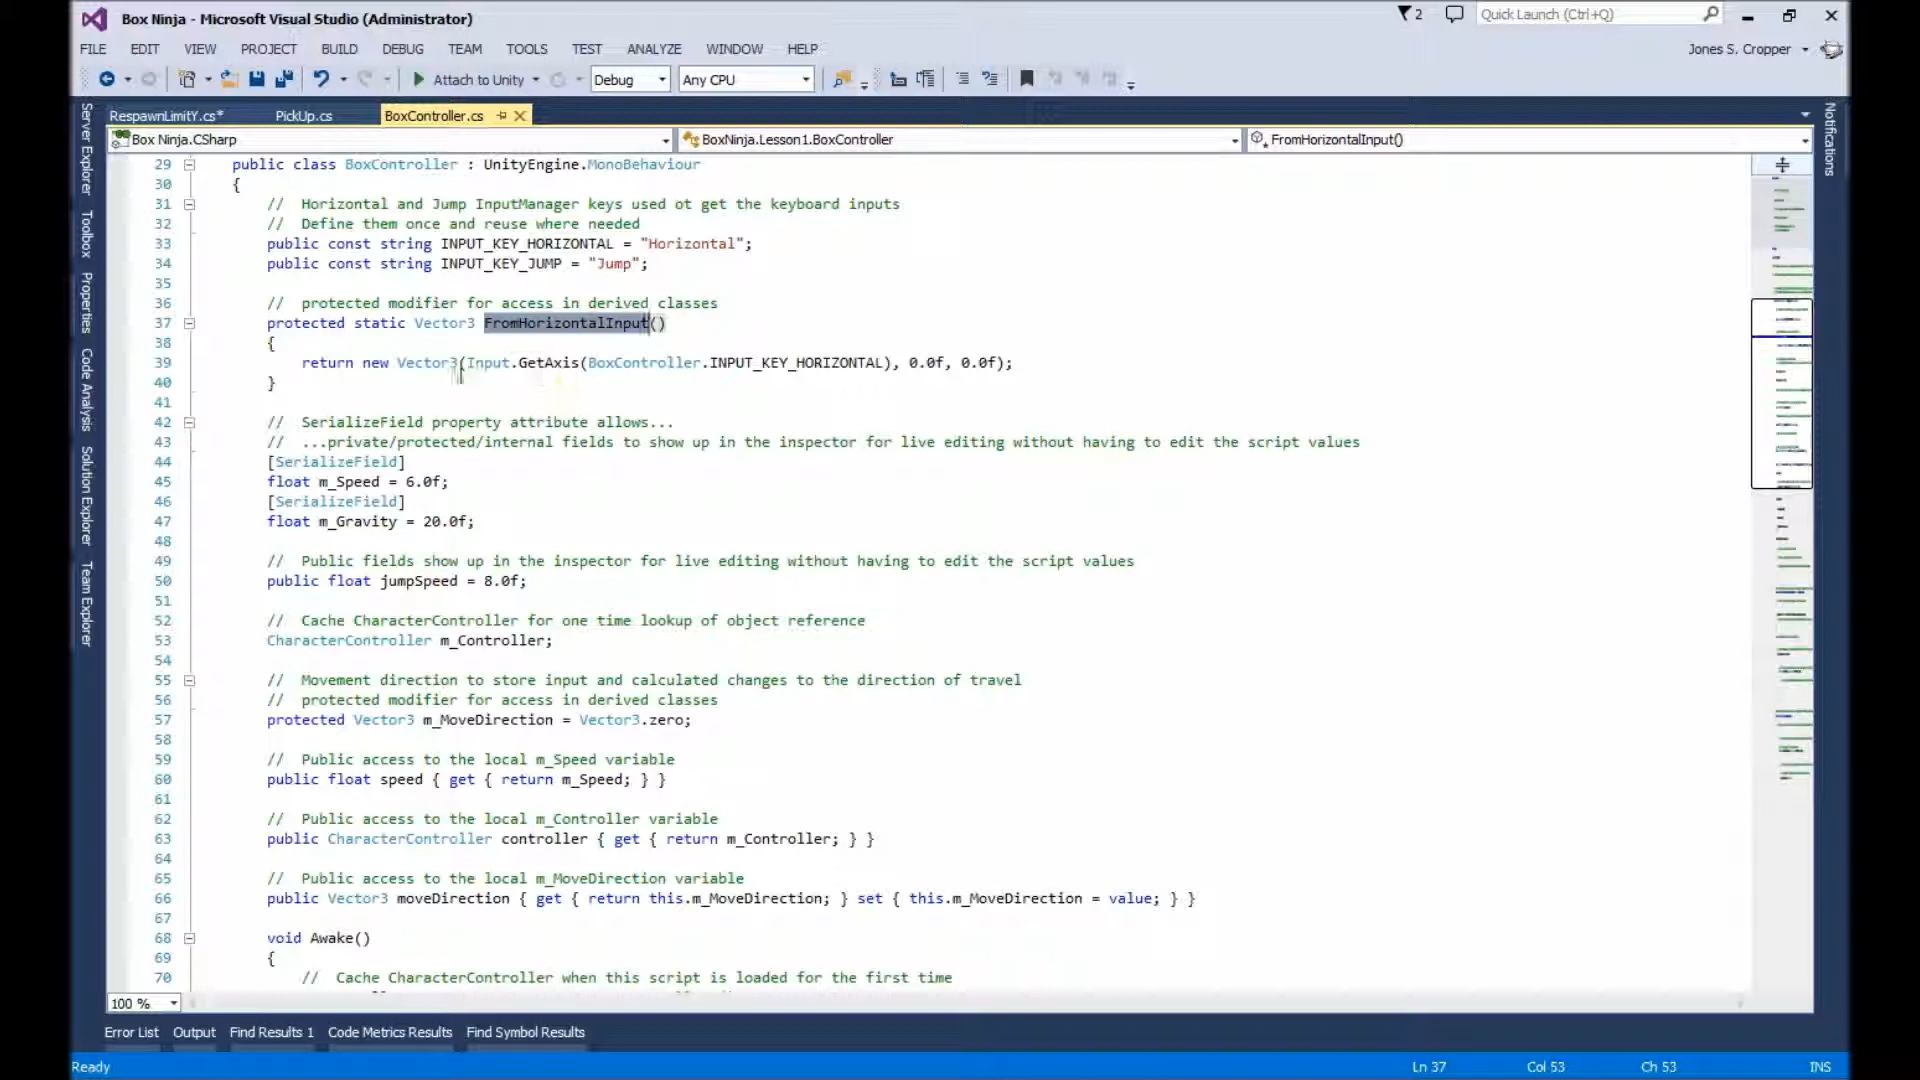 Box Ninja - Microsoft Visual Studio (Administrator)
2
Quick Launch (Ctrl+Q)
FILE EDIT VIEW PROJECT BUILD DEBUG TEAM TOOLS TEST ANALYZE WINDOW HELP
Jones S. Cropper
Attach to Unity Debug Any CPU
RespawnLimitY.cs* PickUp.cs BoxController.cs
Box Ninja.CSharp BoxNinja.Lesson1.BoxController FromHorizontalInput()
Server Explorer
Toolbox
Properties
Code Analysis
Solution Explorer
Team Explorer
Notifications
29 public class BoxController : UnityEngine.MonoBehaviour
30 {
31 // Horizontal and Jump InputManager keys used ot get the keyboard inputs
32 // Define them once and reuse where needed
33 public const string INPUT_KEY_HORIZONTAL = "Horizontal";
34 public const string INPUT_KEY_JUMP = "Jump";
35
36 // protected modifier for access in derived classes
37 protected static Vector3 FromHorizontalInput()
38 {
39 return new Vector3(Input.GetAxis(BoxController.INPUT_KEY_HORIZONTAL), 0.0f, 0.0f);
40 }
41
42 // SerializeField property attribute allows...
43 // ...private/protected/internal fields to show up in the inspector for live editing without having to edit the script values
44 [SerializeField]
45 float m_Speed = 6.0f;
46 [SerializeField]
47 float m_Gravity = 20.0f;
48
49 // Public fields show up in the inspector for live editing without having to edit the script values
50 public float jumpSpeed = 8.0f;
51
52 // Cache CharacterController for one time lookup of object reference
53 CharacterController m_Controller;
54
55 // Movement direction to store input and calculated changes to the direction of travel
56 // protected modifier for access in derived classes
57 protected Vector3 m_MoveDirection = Vector3.zero;
58
59 // Public access to the local m_Speed variable
60 public float speed { get { return m_Speed; } }
61
62 // Public access to the local m_Controller variable
63 public CharacterController controller { get { return m_Controller; } }
64
65 // Public access to the local m_MoveDirection variable
66 public Vector3 moveDirection { get { return this.m_MoveDirection; } set { this.m_MoveDirection = value; } }
67
68 void Awake()
69 {
70 // Cache CharacterController when this script is loaded for the first time
100 %
Error List Output Find Results 1 Code Metrics Results Find Symbol Results
Ready Ln 37 Col 53 Ch 53 INS